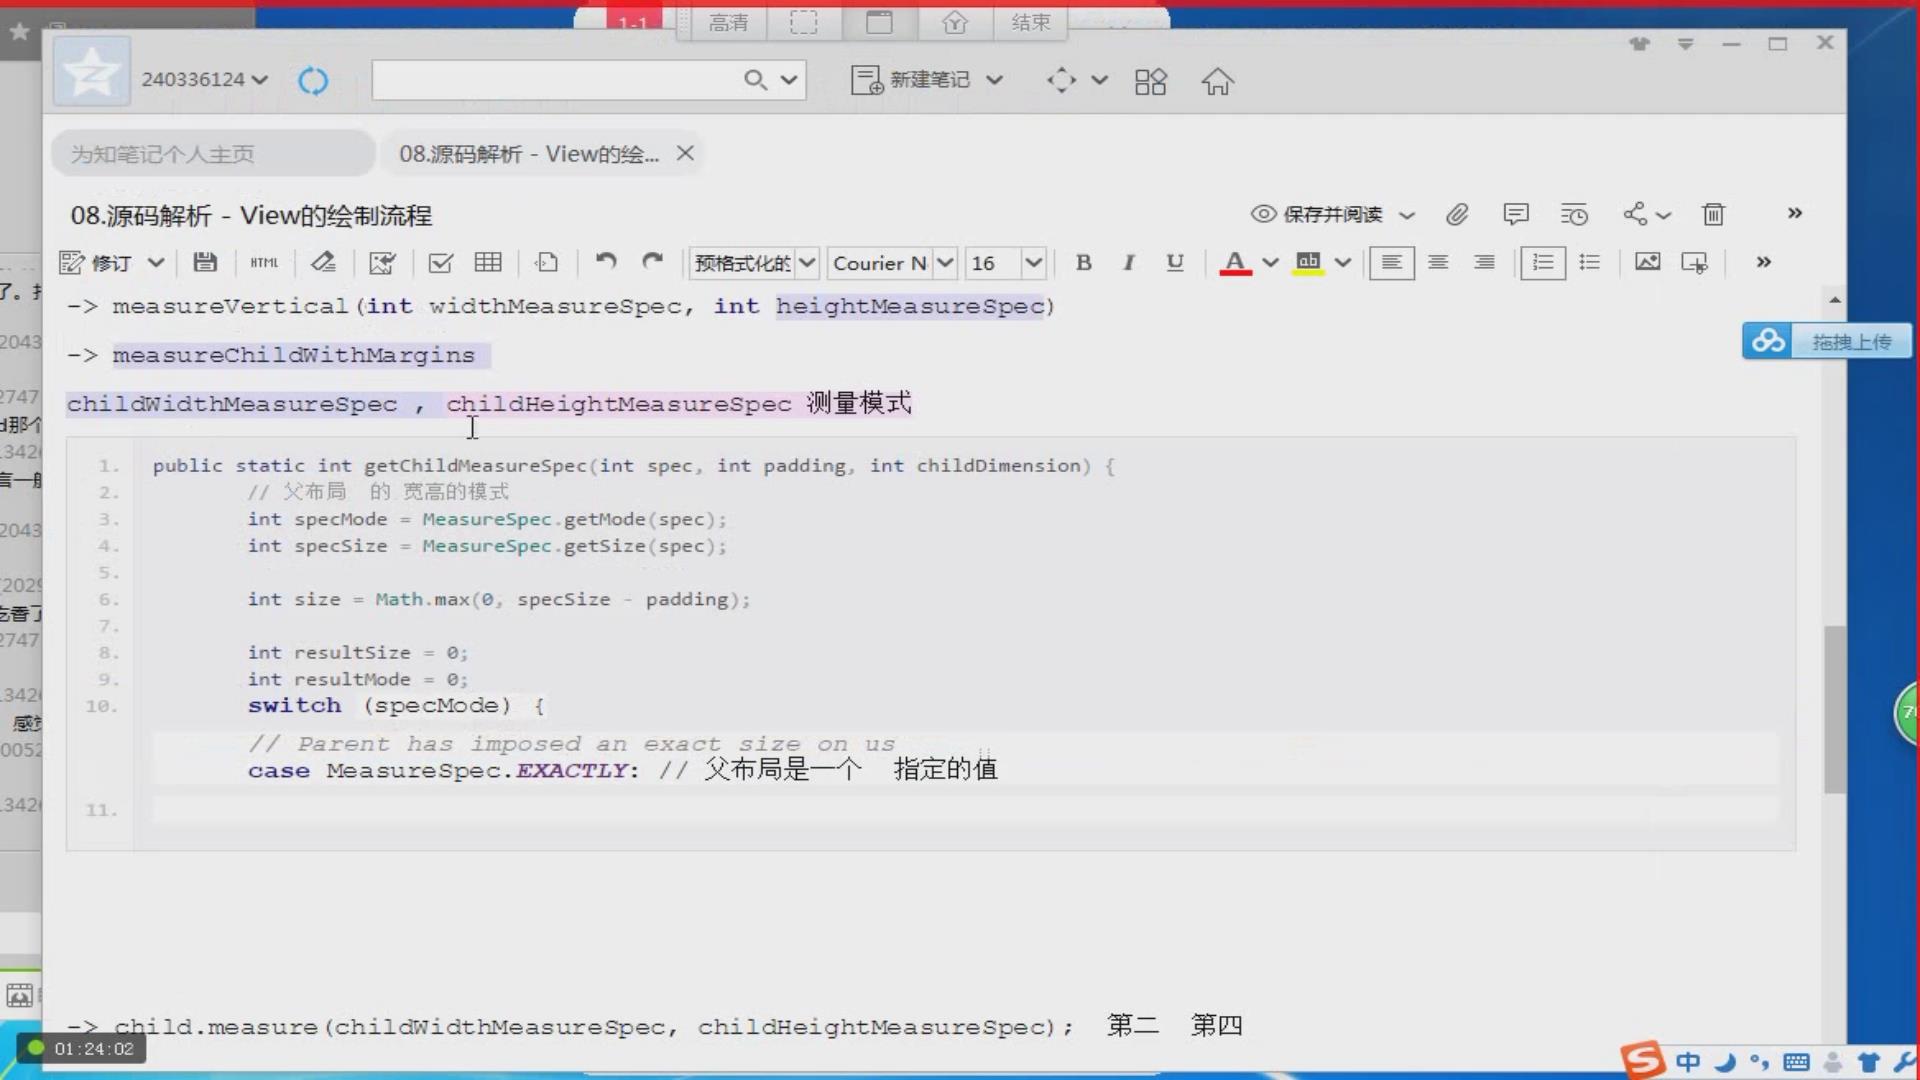 1-1 高清 结束
240336124 新建笔记
为知笔记个人主页 08.源码解析 - View的绘... 
08.源码解析 - View的绘制流程 保存并阅读
修订 HTML 预格式化的 Courier N 16 B I U A ab
-> measureVertical(int widthMeasureSpec, int heightMeasureSpec)
-> measureChildWithMargins
拖拽上传
childWidthMeasureSpec , childHeightMeasureSpec 测量模式
1. public static int getChildMeasureSpec(int spec, int padding, int childDimension) {
2. // 父布局 的 宽高的模式
3. int specMode = MeasureSpec.getMode(spec);
4. int specSize = MeasureSpec.getSize(spec);
5.
6. int size = Math.max(0, specSize - padding);
7.
8. int resultSize = 0;
9. int resultMode = 0;
10. switch (specMode) {
// Parent has imposed an exact size on us
case MeasureSpec.EXACTLY: // 父布局是一个 指定的值
11.
-> child.measure(childWidthMeasureSpec, childHeightMeasureSpec); 第二 第四
01:24:02
中